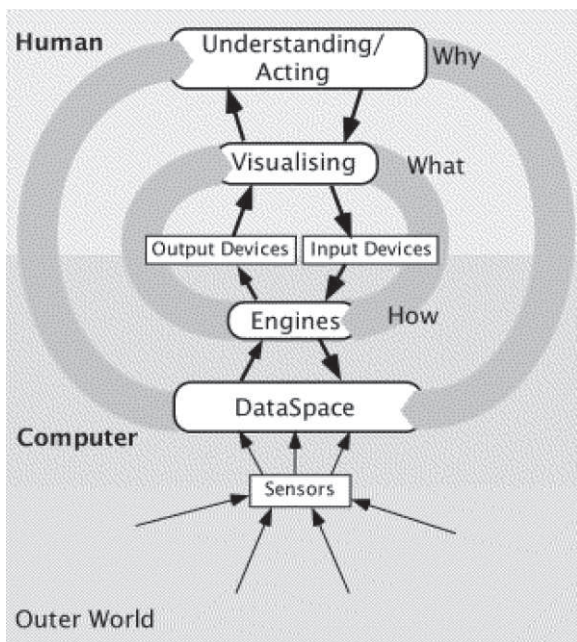 Human
Understanding/
Acting
Why
Visualising
What
Output Devices
Input Devices
Engines
How
DataSpace
Computer
Sensors
Outer World